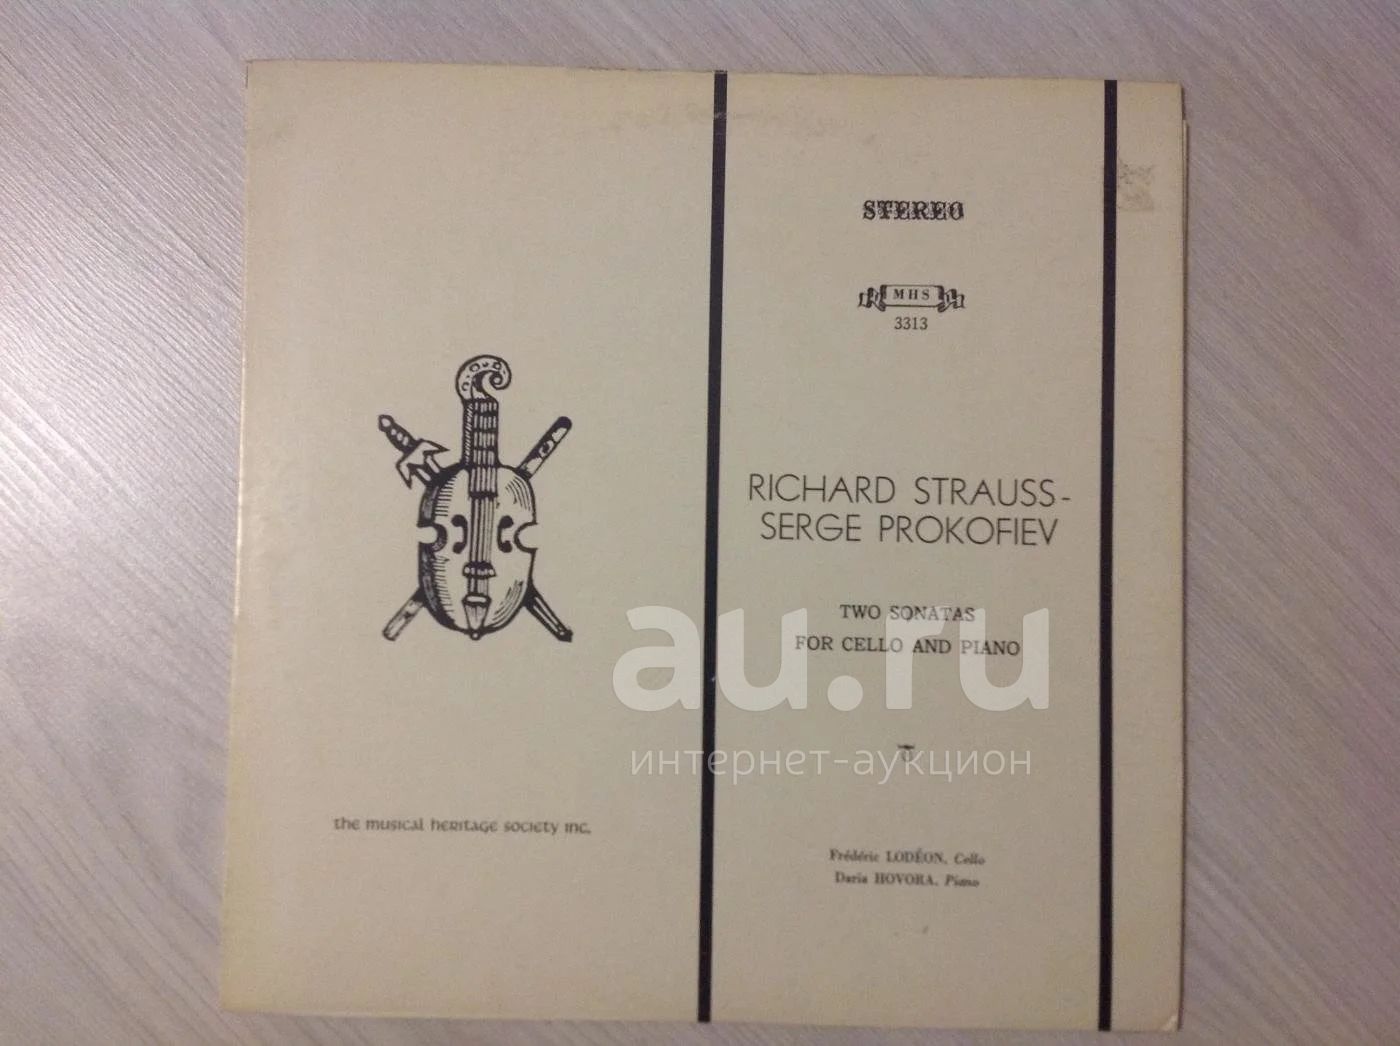 STEREO
MHS
3313
RICHARD STRAUSS-
SERGE PROKOFIEV
TWO SONATAS
FOR CELLO AND PIANO
au.ru
интернет-аукцион
the musical heritage society inc.
Frédéric LODÉON, Cello
Daria HOVORA, Piano